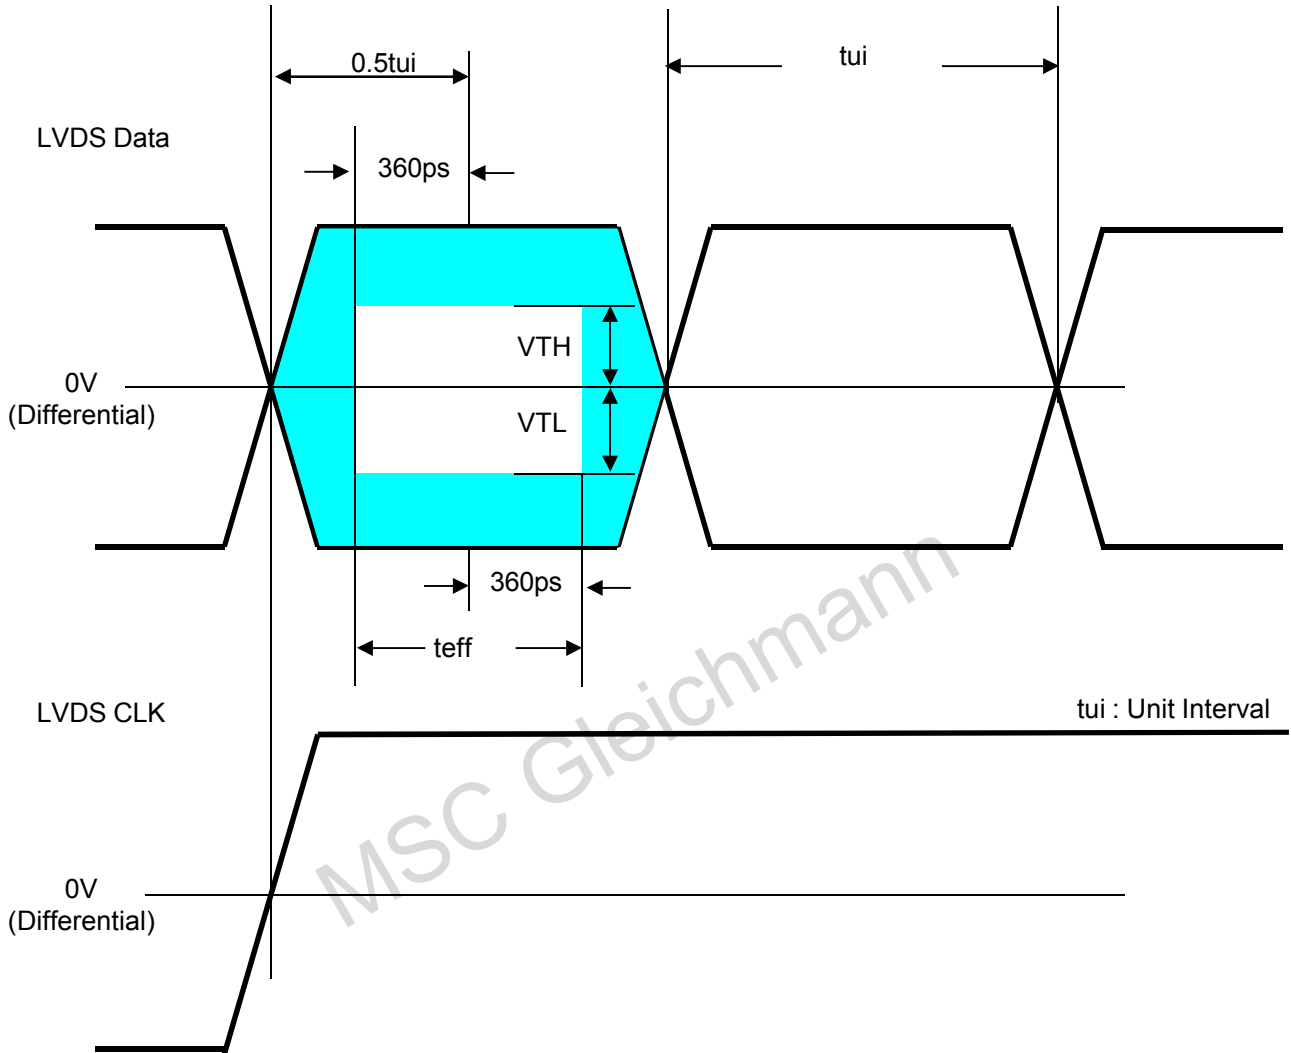 0.5tui
tui
LVDS Data
360ps
VTH
0V
(Differential)
VTL
360ps
teff
LVDS CLK
tui : Unit Interval
MSC Gleichmann
0V
(Differential)